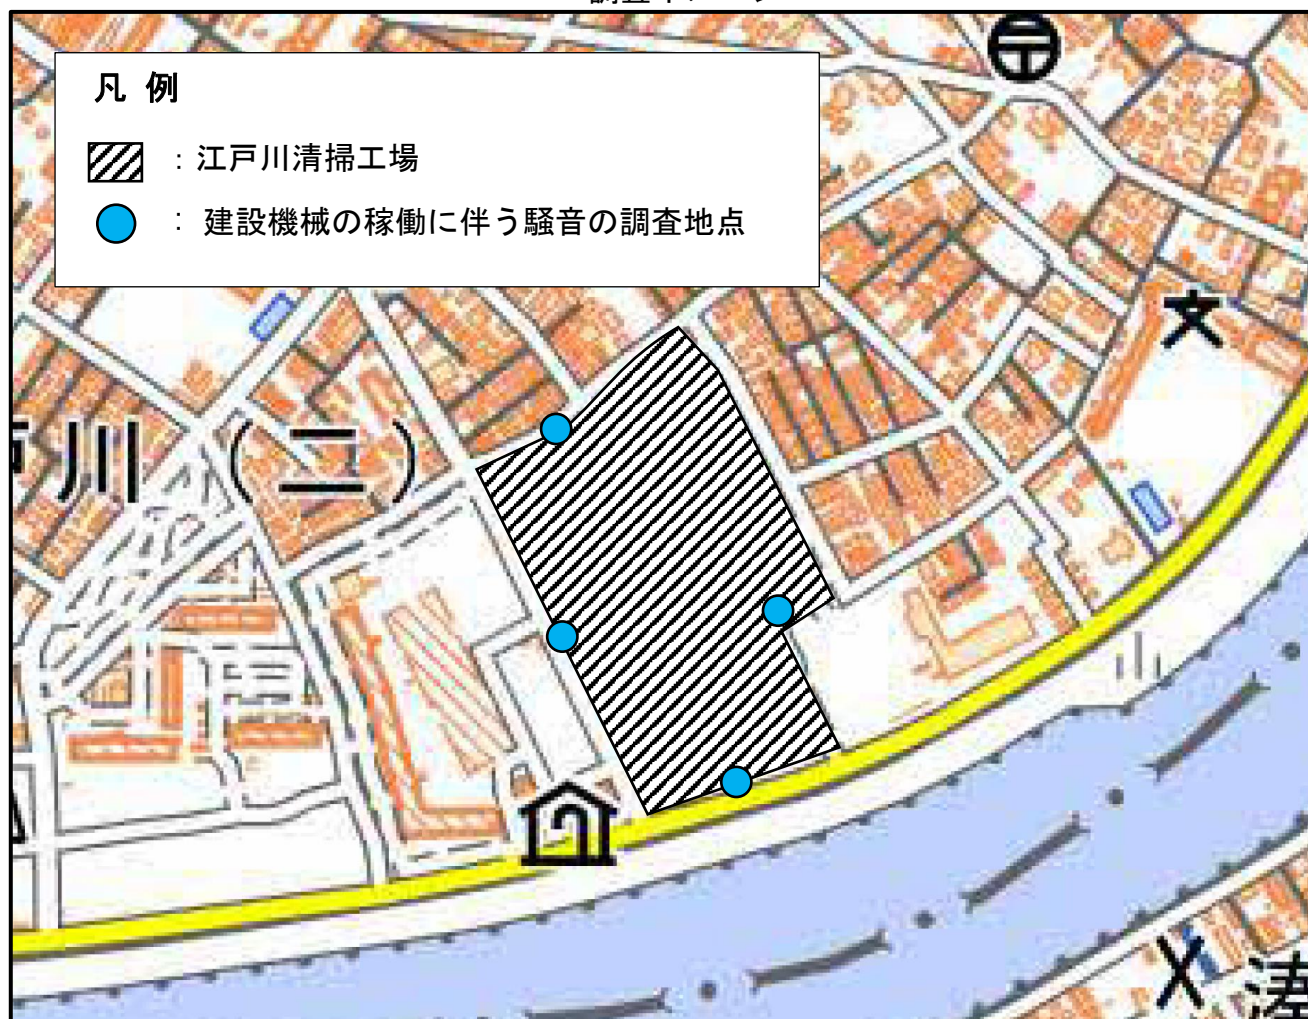 凡 例
: 江戸川清掃工場
: 建設機械の稼働に伴う騒音の調査地点
川(二)